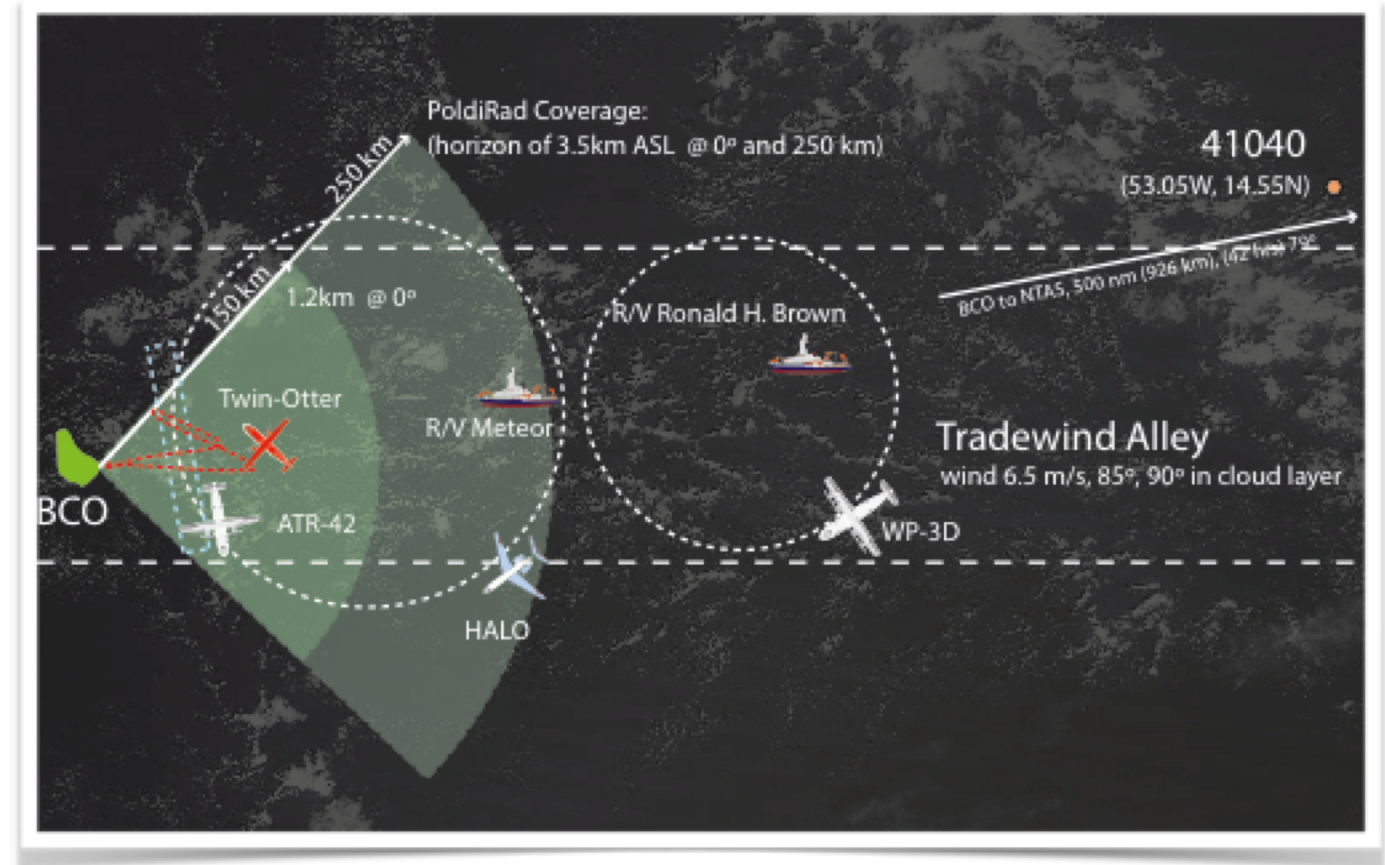 PoldiRad Coverage:
(horizon of 3.5km ASL @ 0º and 250 km)
250 km
41040
(53.05W, 14.55N)
BCO to NTAS, 500 nm (926 km), (42 hrs) 79º
150 km
1.2km @ 0º
R/V Ronald H. Brown
Twin-Otter
R/V Meteor
Tradewind Alley
wind 6.5 m/s, 85º, 90º in cloud layer
BCO
ATR-42
WP-3D
HALO